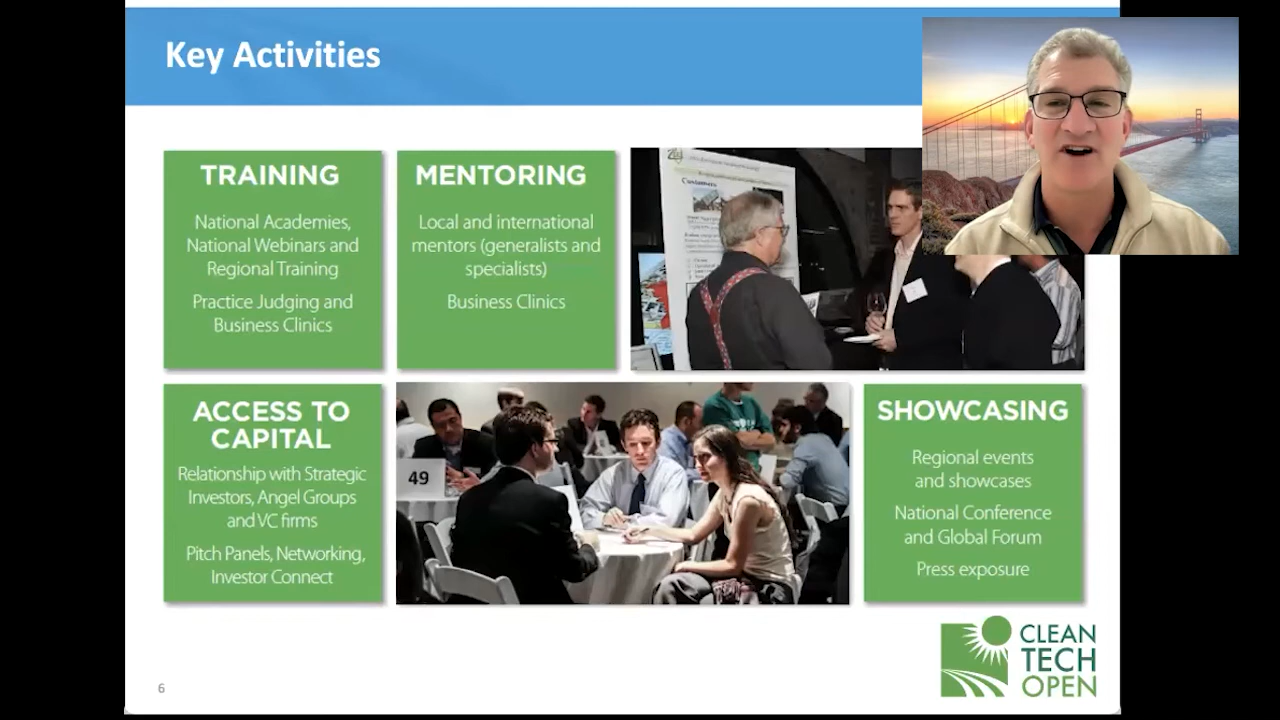 Key Activities
TRAINING
National Academies,
National Webinars and
Regional Training
Practice Judging and
Business Clinics
MENTORING
Local and international
mentors (generalists and
specialists)
Business Clinics
Customers
ACCESS TO
CAPITAL
Relationship with Strategic
Investors, Angel Groups
and VC firms
Pitch Panels, Networking,
Investor Connect
49
SHOWCASING
Regional events
and showcases
National Conference
and Global Forum
Press exposure
6
CLEAN
TECH
OPEN